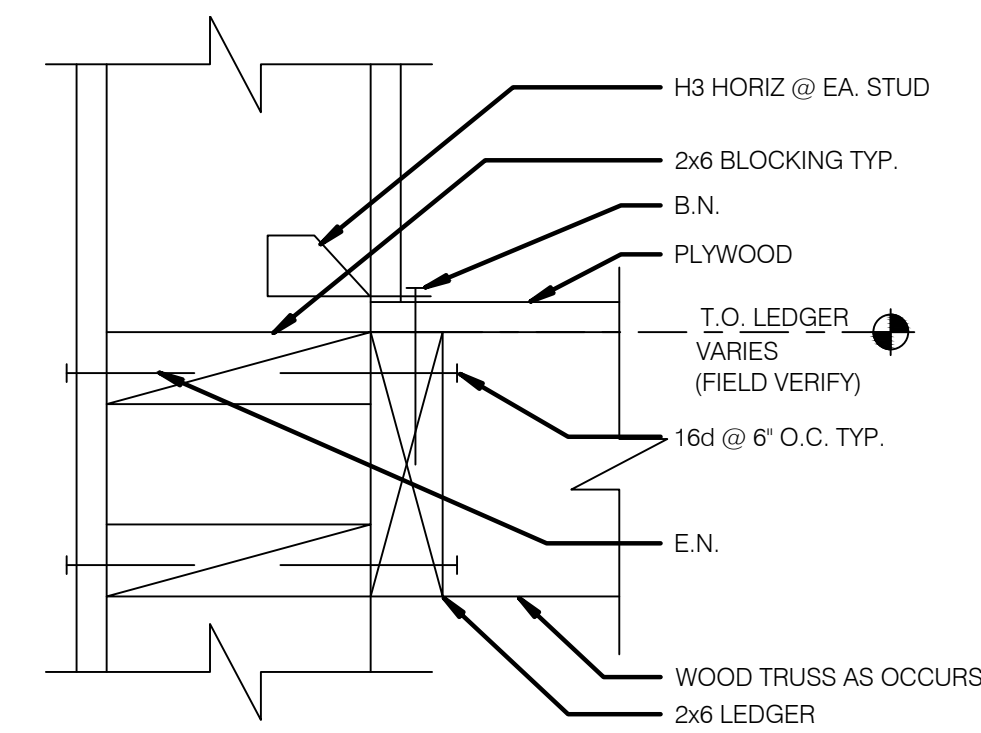 H3 HORIZ @ EA. STUD
2x6 BLOCKING TYP.
B.N.
PLYWOOD
T.O. LEDGER
VARIES
(FIELD VERIFY)
16d @ 6" O.C. TYP.
E.N.
WOOD TRUSS AS OCCURS
2x6 LEDGER